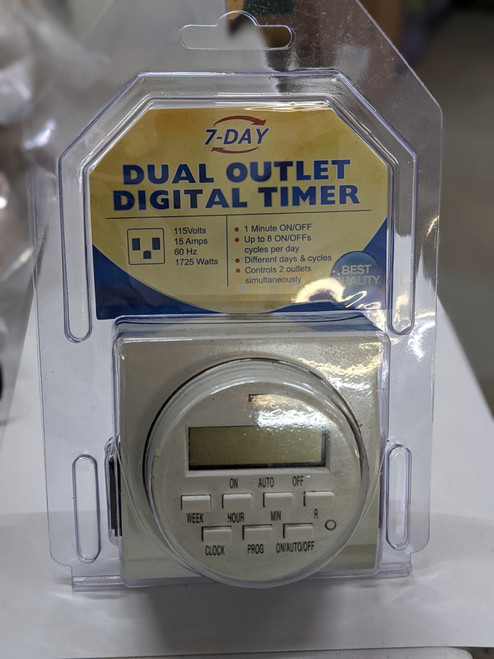 7-DAY
DUAL OUTLET
DIGITAL TIMER
115Volts
15 Amps
60 Hz
1725 Watts
• 1 Minute ON/OFF
• Up to 8 ON/OFFs
cycles per day
• Different days & cycles
• Controls 2 outlets
simultaneously
BEST
QUALITY
ON AUTO OFF
WEEK HOUR MIN R
CLOCK PROG ON/AUTO/OFF